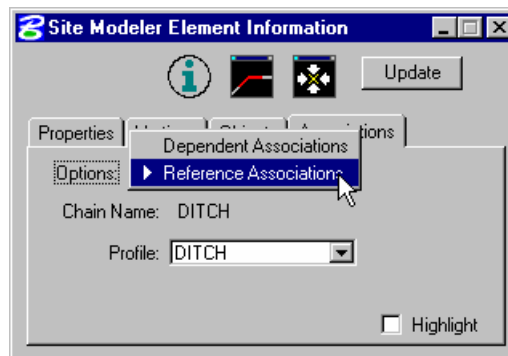 Site Modeler Element Information
Update
Properties
Dependent Associations
Options: Reference Associations
Chain Name: DITCH
Profile: DITCH
Highlight